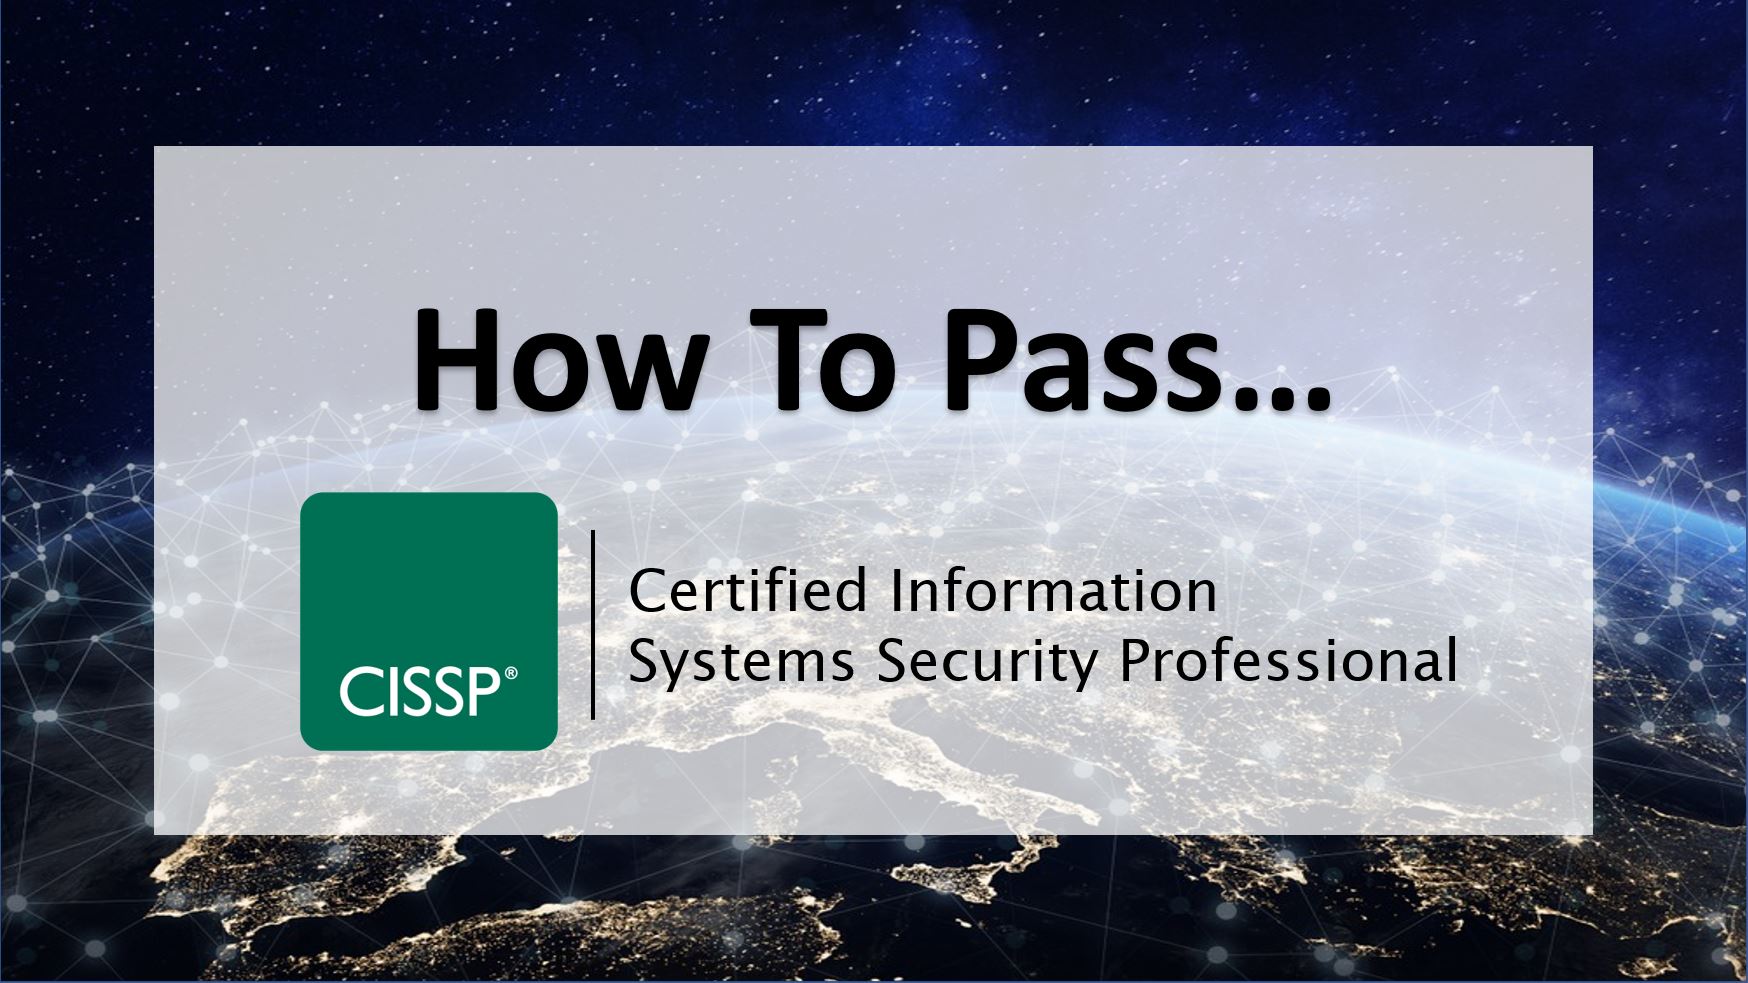 How To Pass...
CISSP®
Certified Information
Systems Security Professional